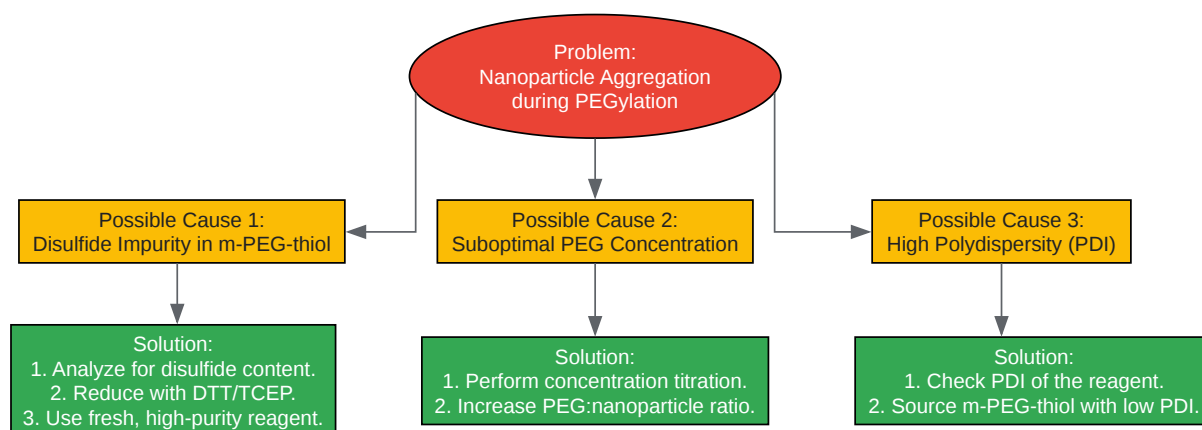 Problem:
Nanoparticle Aggregation
during PEGylation
Possible Cause 1:
Disulfide Impurity in m-PEG-thiol
Possible Cause 2:
Suboptimal PEG Concentration
Possible Cause 3:
High Polydispersity (PDI)
Solution:
1. Analyze for disulfide content.
2. Reduce with DTT/TCEP.
3. Use fresh, high-purity reagent.
Solution:
1. Perform concentration titration.
2. Increase PEG:nanoparticle ratio.
Solution:
1. Check PDI of the reagent.
2. Source m-PEG-thiol with low PDI.